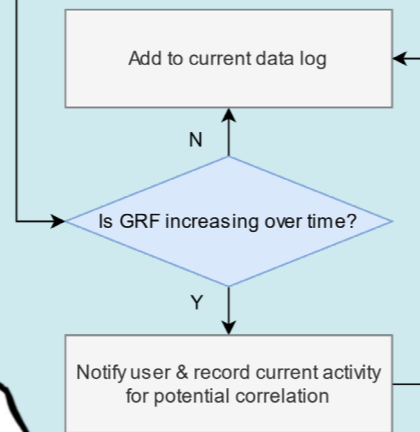 Add to current data log
N
Is GRF increasing over time?
Y
Notify user & record current activity
for potential correlation